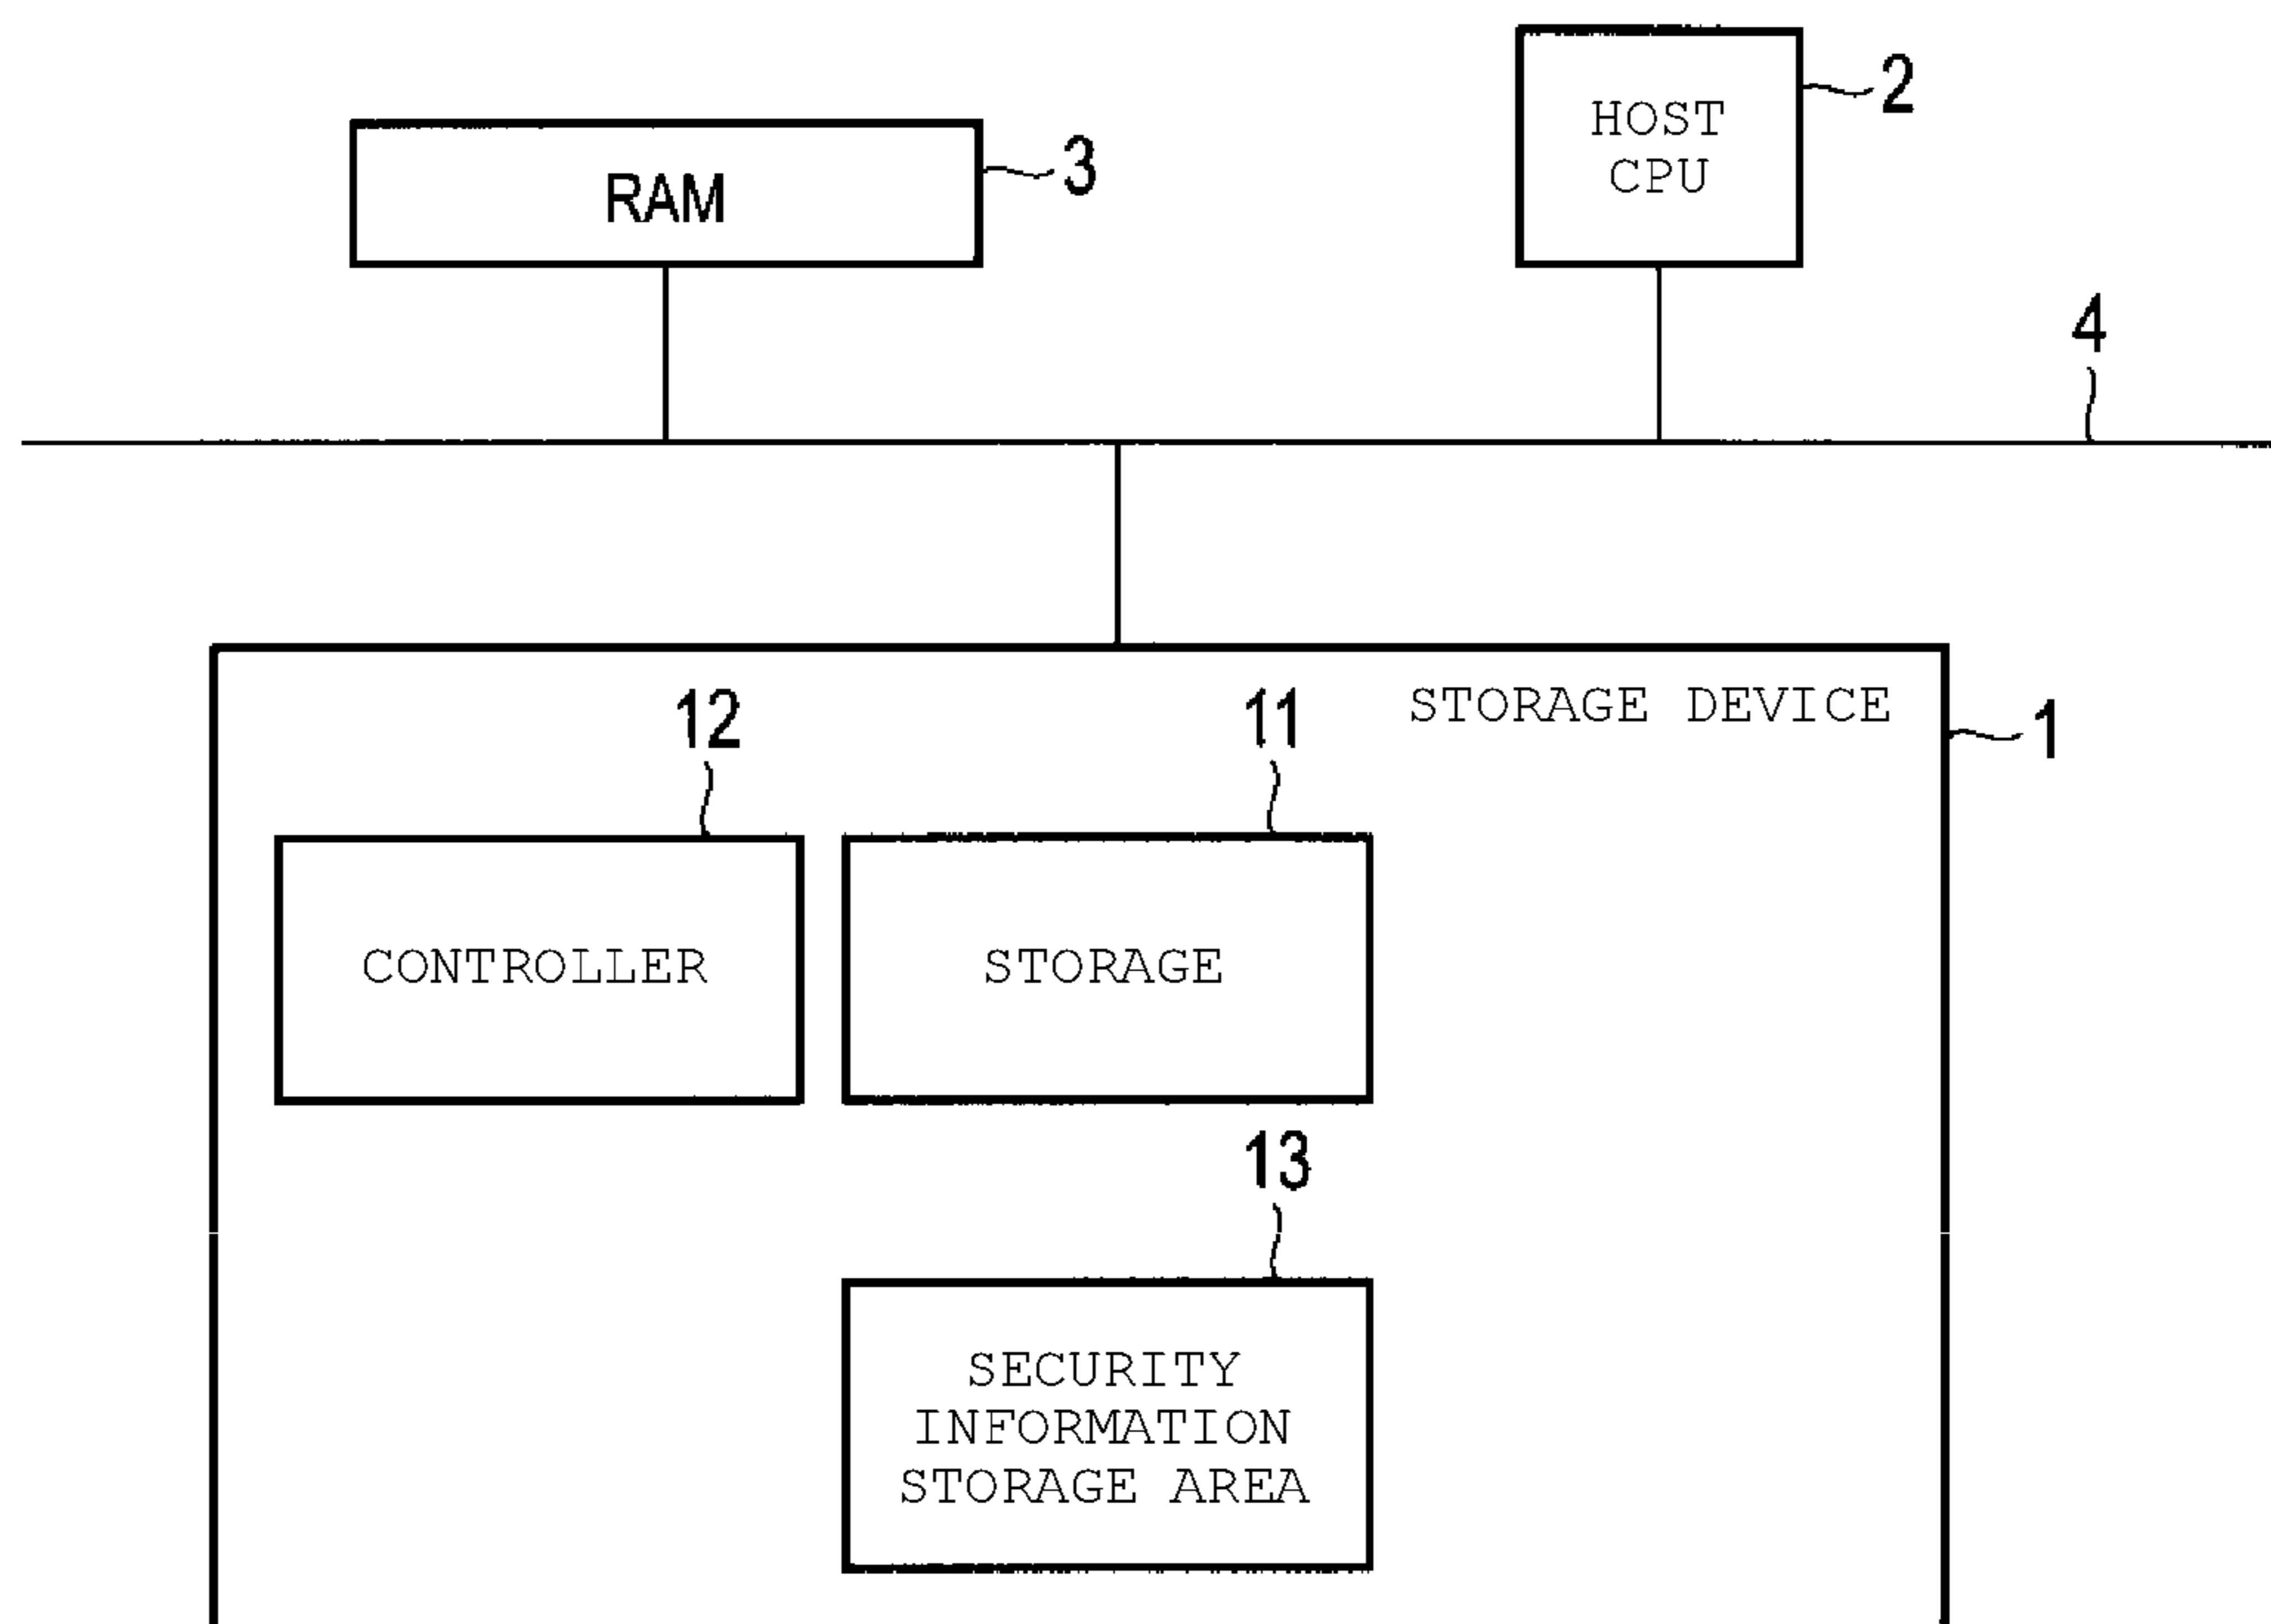 2
HOST
CPU
3
RAM
4
STORAGE DEVICE
1
12
11
CONTROLLER
STORAGE
13
SECURITY
INFORMATION
STORAGE AREA